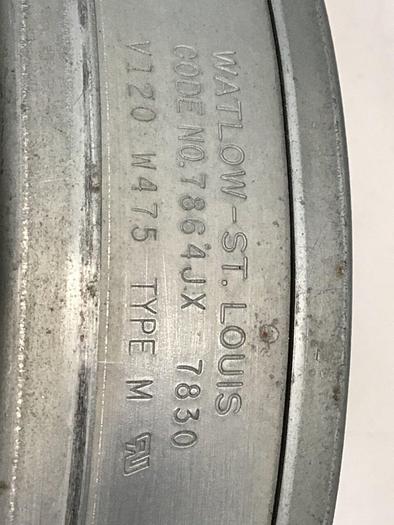 WATLOW-ST. LOUIS
CODE NO. 7864JX 7830
V120 W475 TYPE M